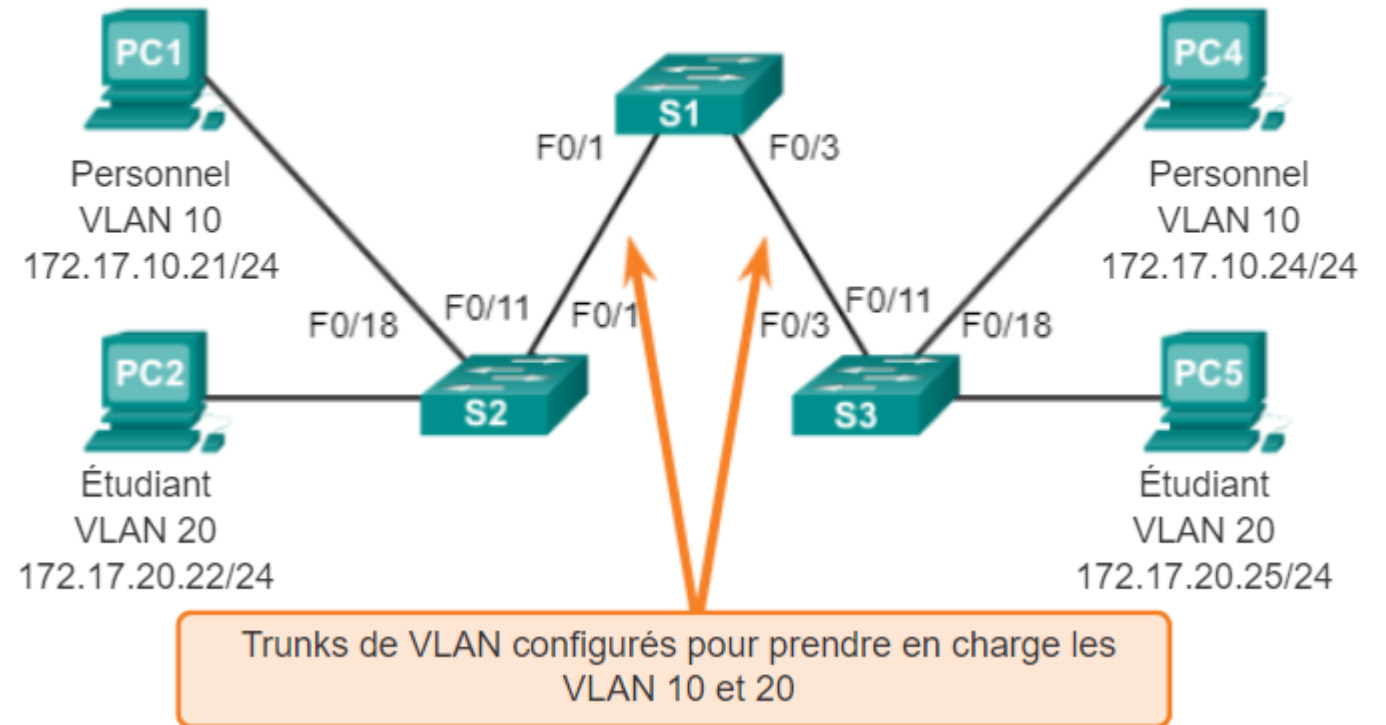 PC1
Personnel
VLAN 10
172.17.10.21/24
PC2
Étudiant
VLAN 20
172.17.20.22/24
F0/18
F0/11
F0/1
S2
F0/1
S1
F0/3
F0/3
F0/11
F0/18
S3
PC4
Personnel
VLAN 10
172.17.10.24/24
PC5
Étudiant
VLAN 20
172.17.20.25/24
Trunks de VLAN configurés pour prendre en charge les
VLAN 10 et 20